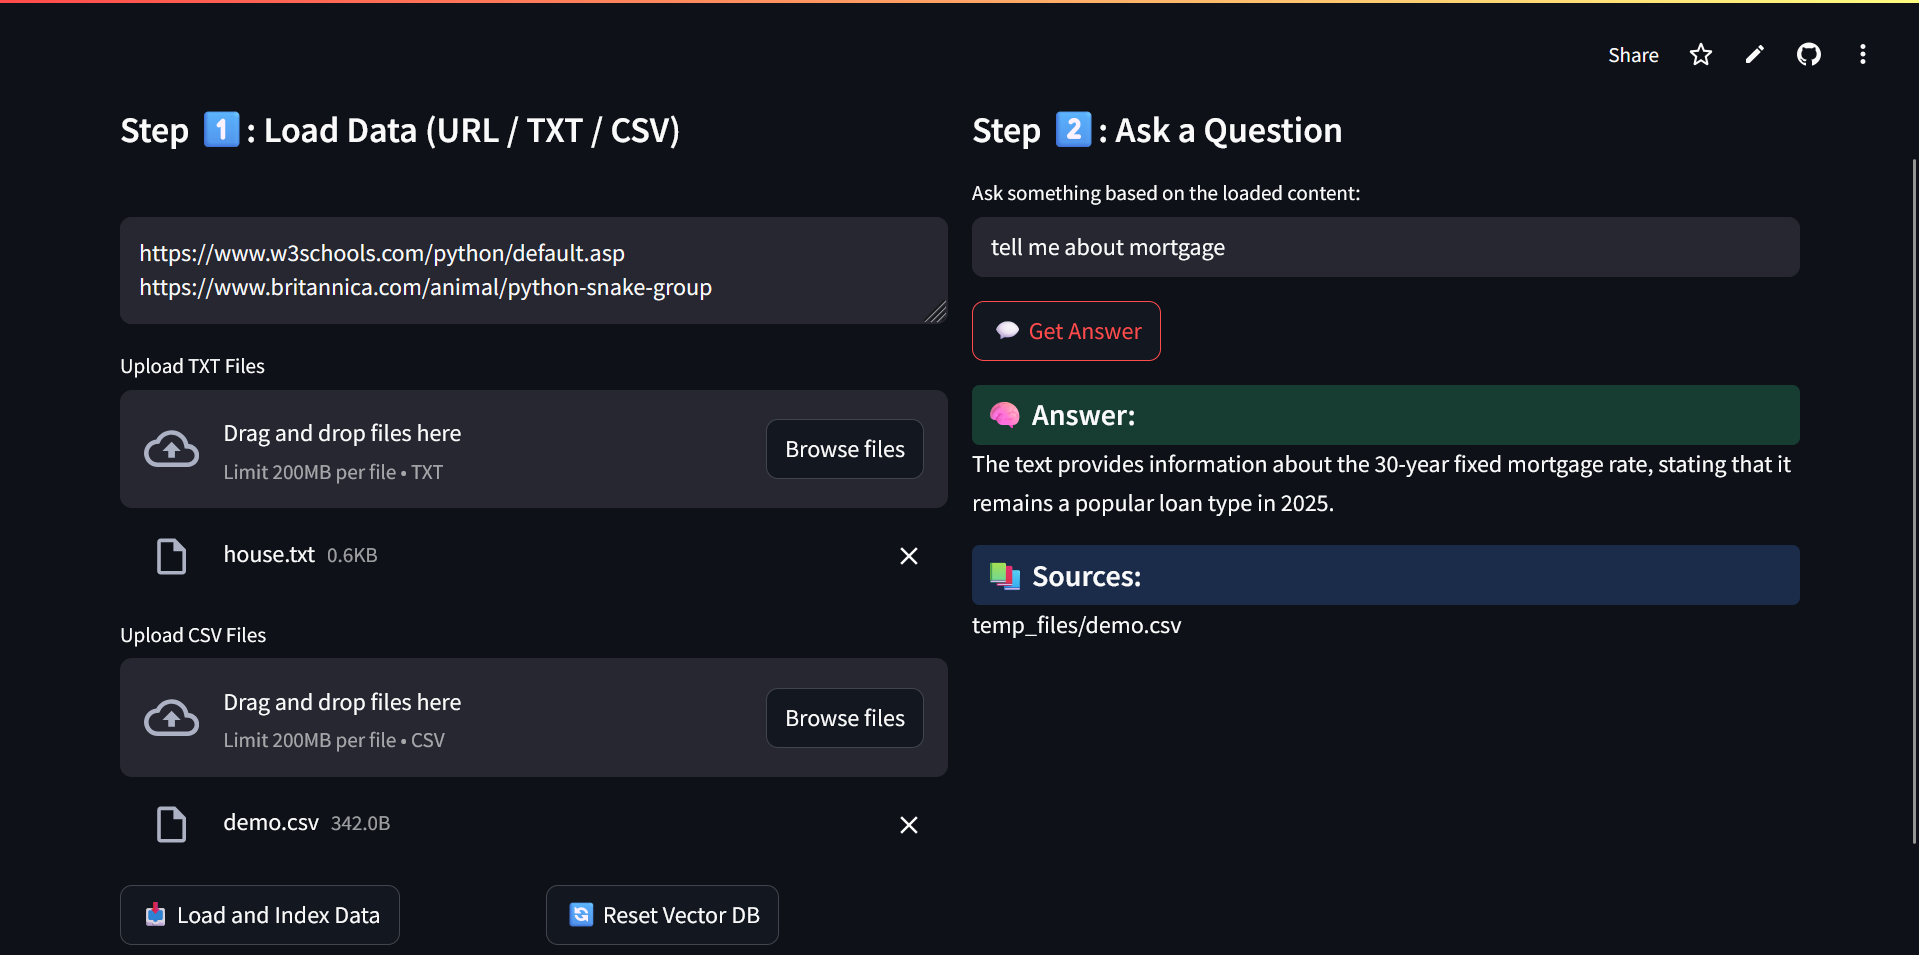 Share
Step 1️⃣ : Load Data (URL / TXT / CSV)
https://www.w3schools.com/python/default.asp
https://www.britannica.com/animal/python-snake-group
Upload TXT Files
Drag and drop files here
Limit 200MB per file • TXT
Browse files
house.txt 0.6KB
Upload CSV Files
Drag and drop files here
Limit 200MB per file • CSV
Browse files
demo.csv 342.0B
Load and Index Data
Reset Vector DB
Step 2️⃣ : Ask a Question
Ask something based on the loaded content:
tell me about mortgage
Get Answer
Answer:
The text provides information about the 30-year fixed mortgage rate, stating that it
remains a popular loan type in 2025.
Sources:
temp_files/demo.csv